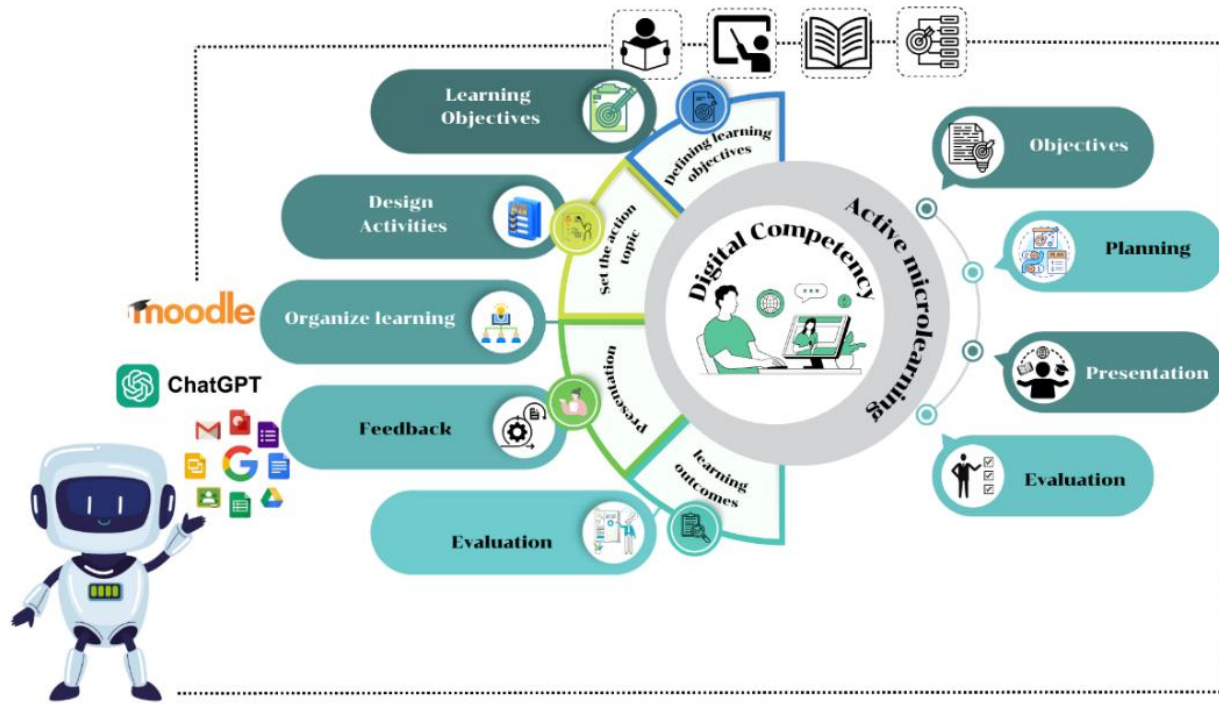 Learning
Objectives
Design
Activities
Organize learning
Feedback
Evaluation
moodle
ChatGPT
Defining learning
objectives
Set the action
topic
Presentation
learning
outcomes
Digital Competency
Active microlearning
Objectives
Planning
Presentation
Evaluation